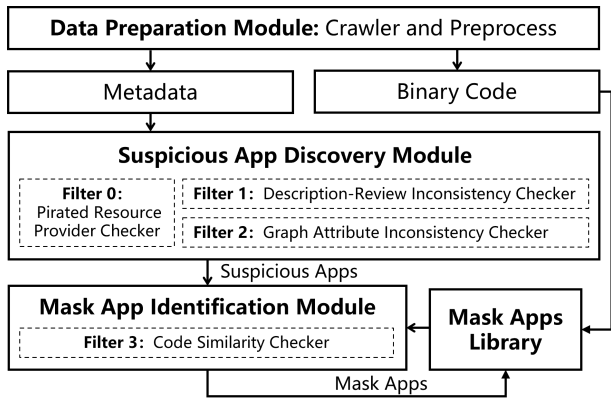 Data Preparation Module: Crawler and Preprocess
Metadata
Binary Code
Suspicious App Discovery Module
Filter 0:
Pirated Resource
Provider Checker
Filter 1: Description-Review Inconsistency Checker
Filter 2: Graph Attribute Inconsistency Checker
Suspicious Apps
Mask App Identification Module
Filter 3: Code Similarity Checker
Mask Apps
Library
Mask Apps